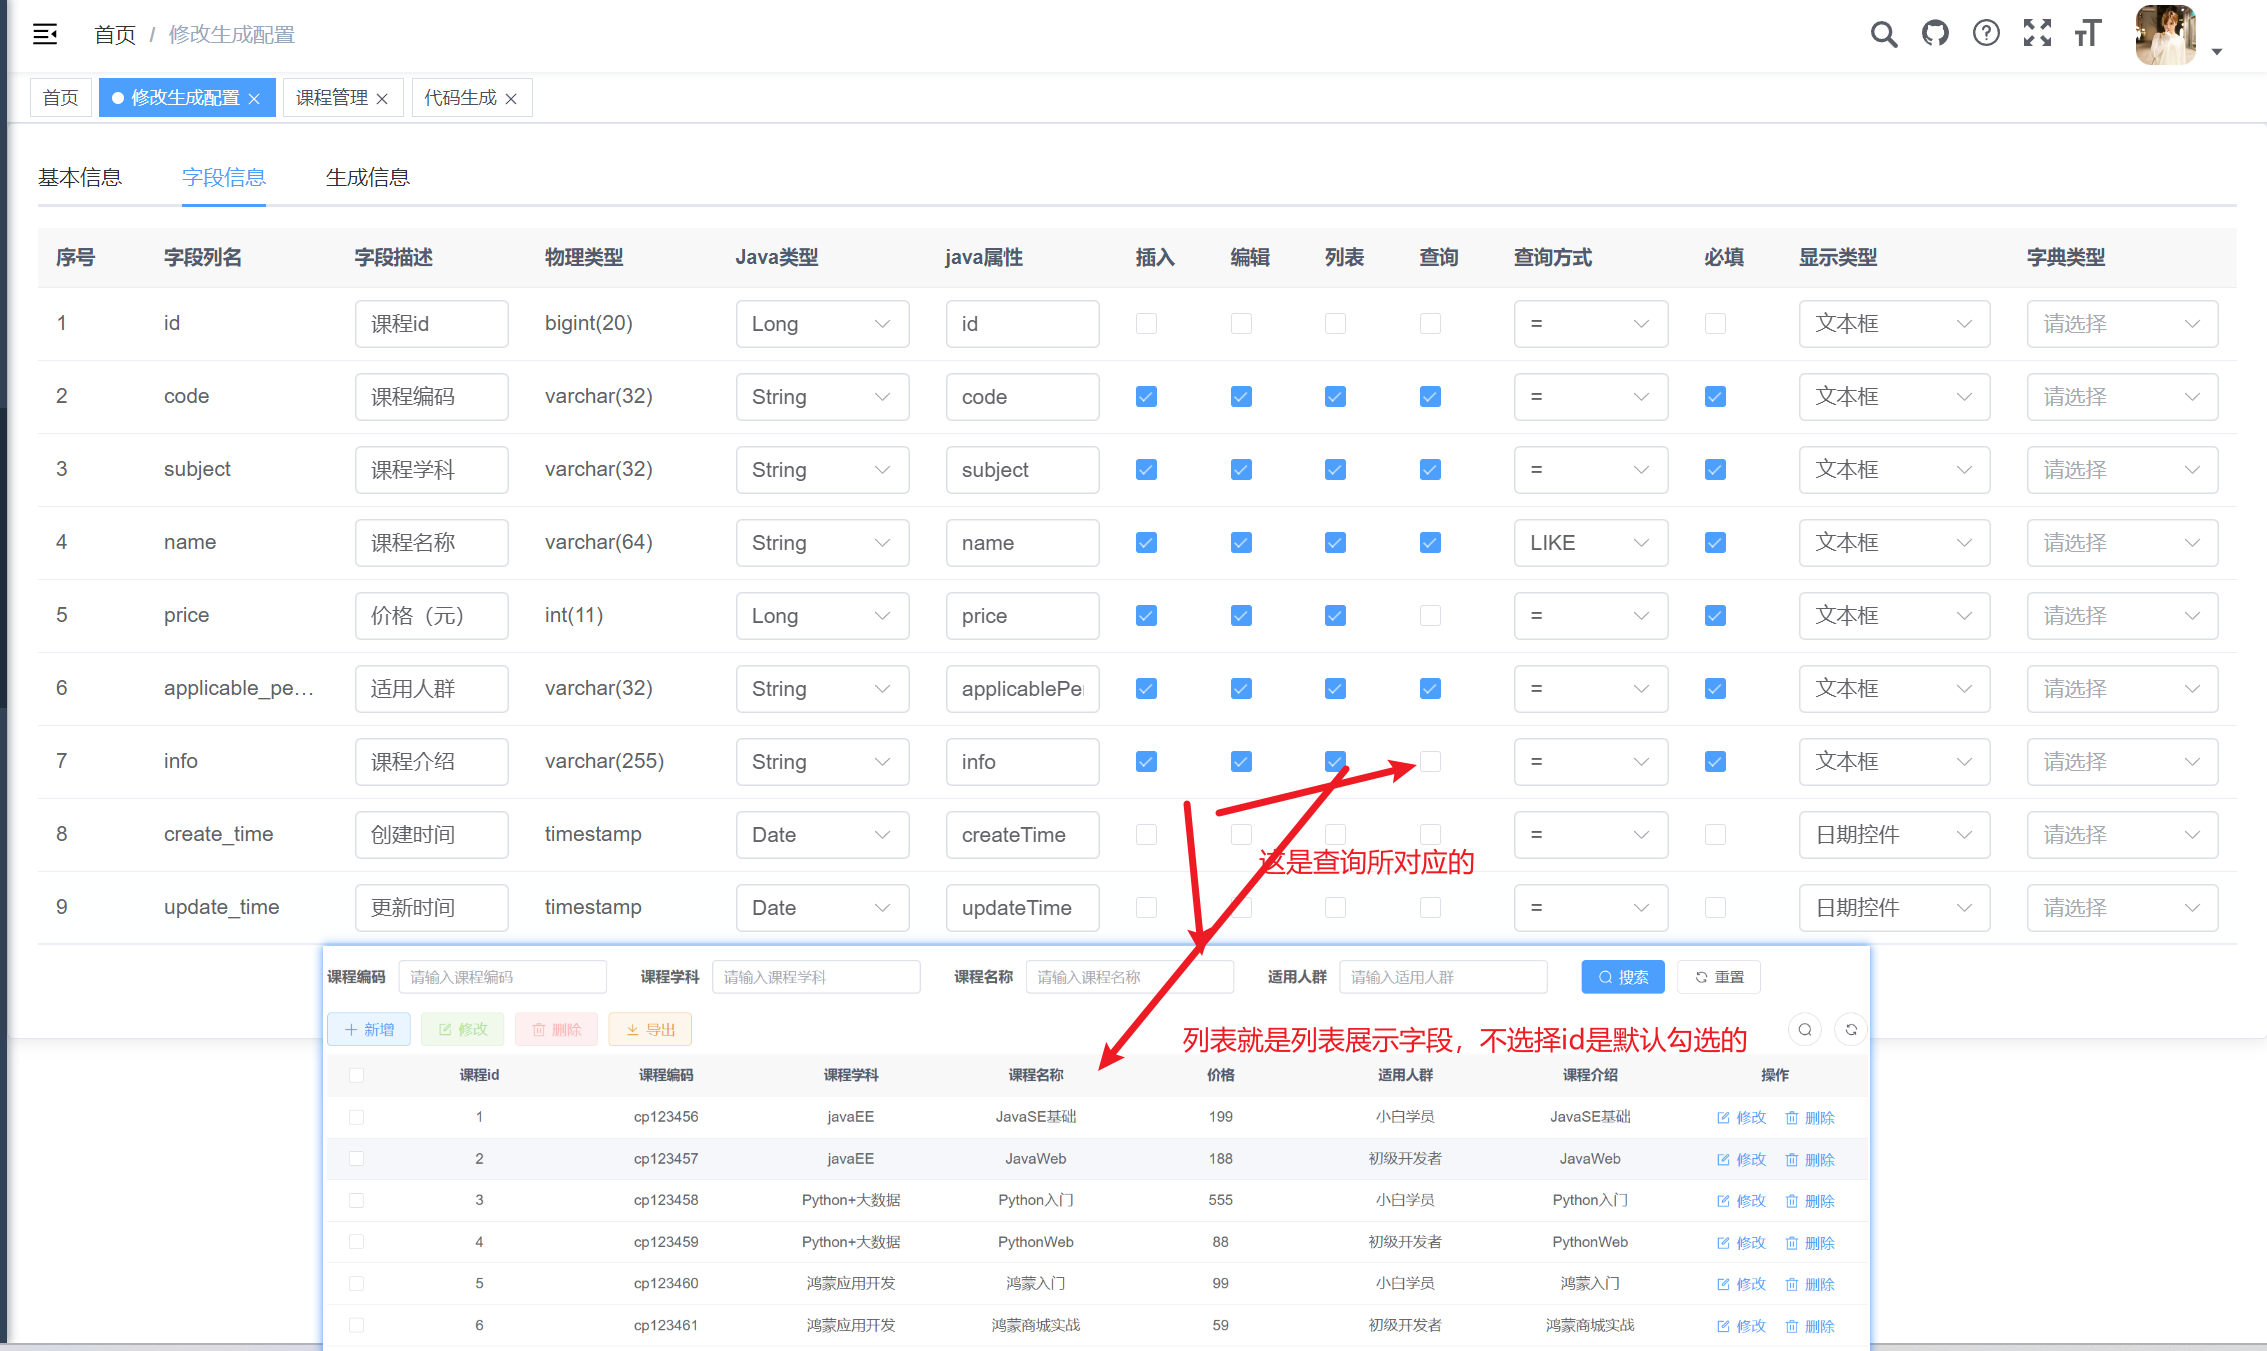 首页 / 修改生成配置
首页 修改生成配置 × 课程管理 × 代码生成 ×
基本信息 字段信息 生成信息
序号 字段列名 字段描述 物理类型 Java类型 java属性 插入 编辑 列表 查询 查询方式 必填 显示类型 字典类型
1 id 课程id bigint(20) Long id = 文本框 请选择
2 code 课程编码 varchar(32) String code = 文本框 请选择
3 subject 课程学科 varchar(32) String subject = 文本框 请选择
4 name 课程名称 varchar(64) String name LIKE 文本框 请选择
5 price 价格（元） int(11) Long price = 文本框 请选择
6 applicable_pe... 适用人群 varchar(32) String applicablePe = 文本框 请选择
7 info 课程介绍 varchar(255) String info = 文本框 请选择
8 create_time 创建时间 timestamp Date createTime = 日期控件 请选择
这是查询所对应的
9 update_time 更新时间 timestamp Date updateTime = 日期控件 请选择
课程编码 请输入课程编码 课程学科 请输入课程学科 课程名称 请输入课程名称 适用人群 请输入适用人群 搜索 重置
+ 新增 修改 删除 导出
列表就是列表展示字段，不选择id是默认勾选的
课程id 课程编码 课程学科 课程名称 价格 适用人群 课程介绍 操作
1 cp123456 javaEE JavaSE基础 199 小白学员 JavaSE基础 修改 删除
2 cp123457 javaEE JavaWeb 188 初级开发者 JavaWeb 修改 删除
3 cp123458 Python+大数据 Python入门 555 小白学员 Python入门 修改 删除
4 cp123459 Python+大数据 PythonWeb 88 初级开发者 PythonWeb 修改 删除
5 cp123460 鸿蒙应用开发 鸿蒙入门 99 小白学员 鸿蒙入门 修改 删除
6 cp123461 鸿蒙应用开发 鸿蒙商城实战 59 初级开发者 鸿蒙商城实战 修改 删除